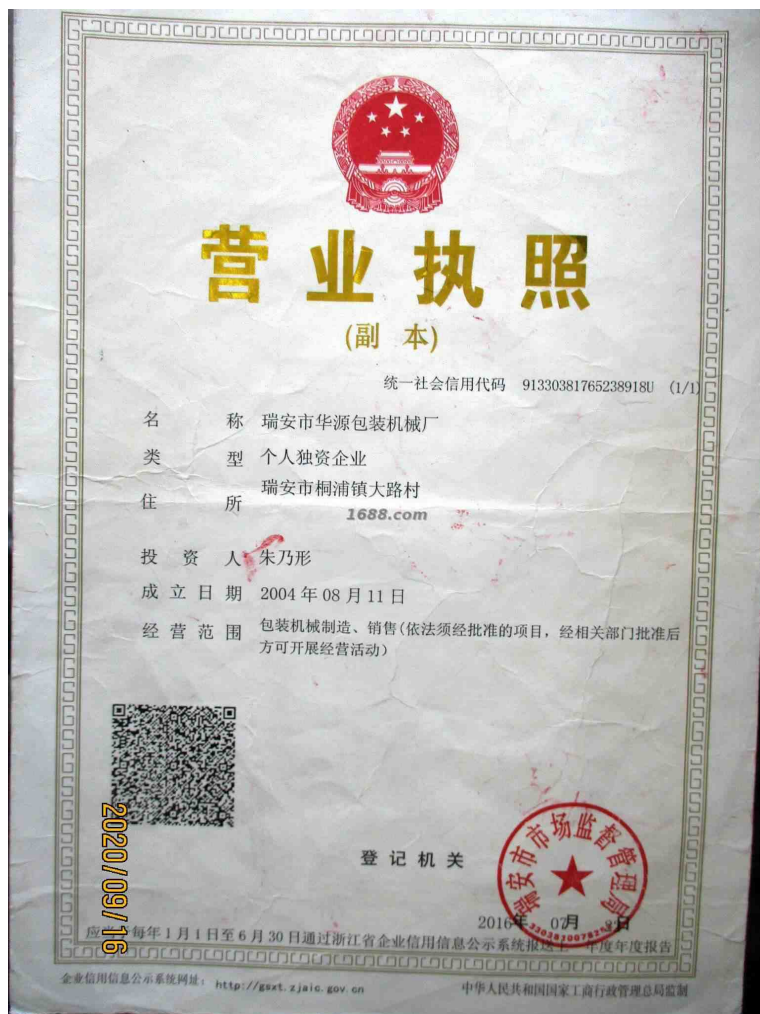 营业执照
(副 本)
统一社会信用代码 91330381765238918U (1/1)
名 称 瑞安市华源包装机械厂
类 型 个人独资企业
住 所 瑞安市桐浦镇大路村
1688.com
投 资 人 朱乃形
成 立 日 期 2004 年 08 月 11 日
经 营 范 围 包装机械制造、销售(依法须经批准的项目，经相关部门批准后
方可开展经营活动)
2020/09/16
登 记 机 关
瑞安市市场监督管理局
2016年 07月 日
应 每年1月1日至6月30日通过浙江省企业信用信息公示系统报送上一年度年度报告
企业信用信息公示系统网址： http://gsxt.zjaic.gov.cn
中华人民共和国国家工商行政管理总局监制